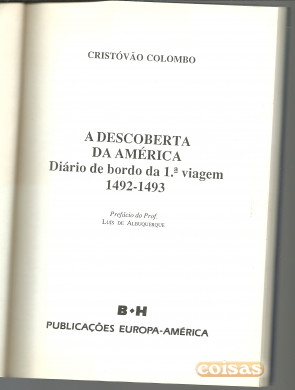 CRISTÓVÃO COLOMBO
A DESCOBERTA
DA AMÉRICA
Diário de bordo da 1.ª viagem
1492-1493
Prefácio do Prof.
LUIS DE ALBUQUERQUE
B·H
PUBLICAÇÕES EUROPA-AMÉRICA
coisas